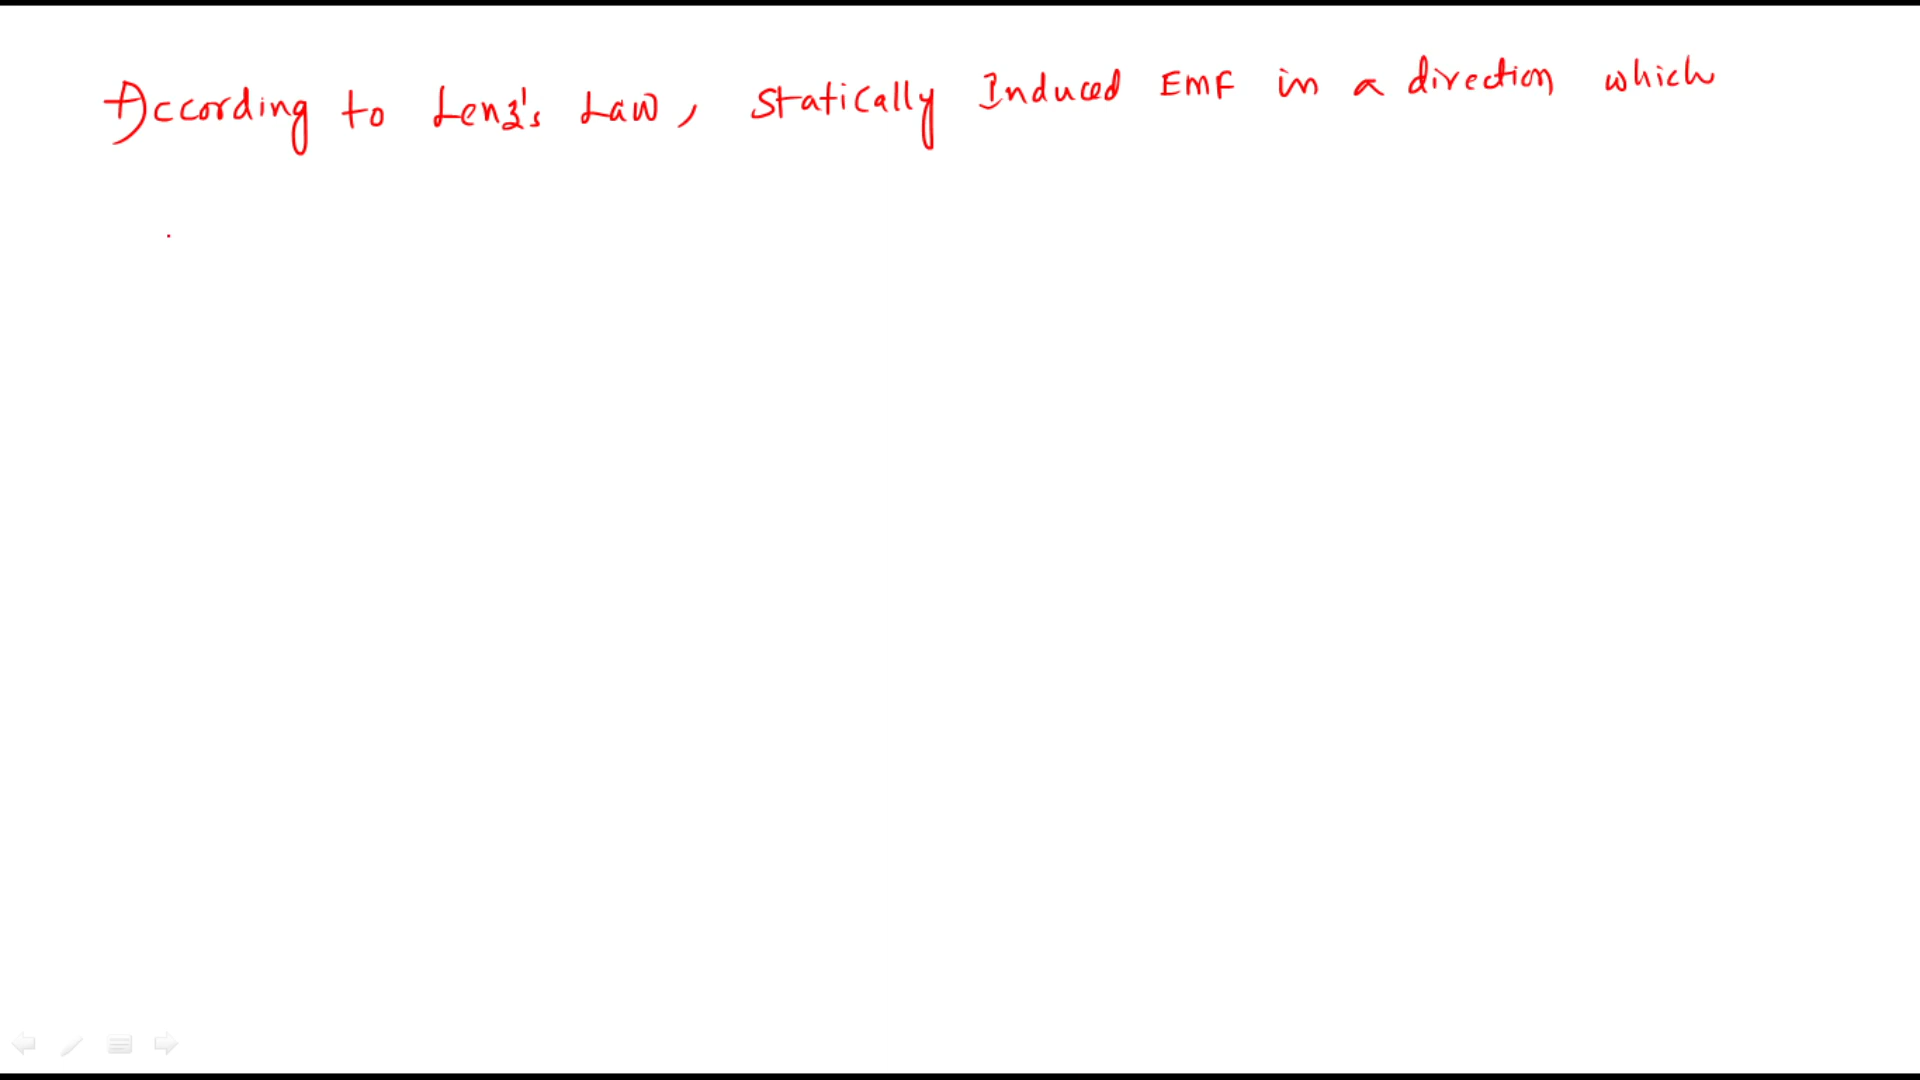 According to Lenz's Law, Statically Induced EMF in a direction which